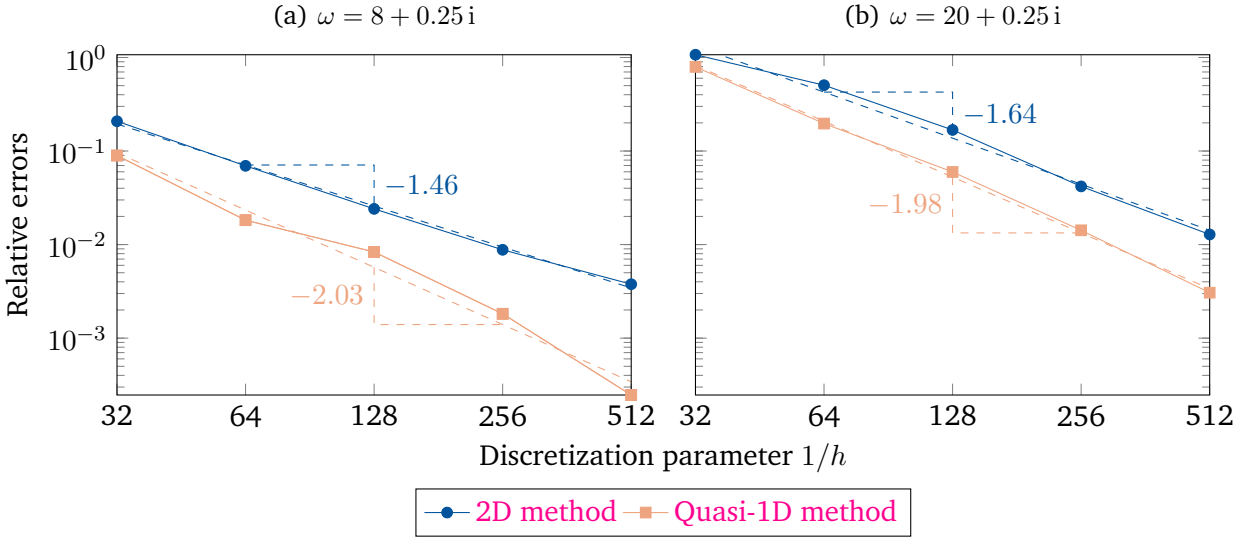 (a) ω = 8 + 0.25 i
(b) ω = 20 + 0.25 i
Relative errors
10^0
10^−1
10^−2
10^−3
−1.46
−2.03
−1.64
−1.98
32 64 128 256 512
32 64 128 256 512
Discretization parameter 1/h
2D method Quasi-1D method